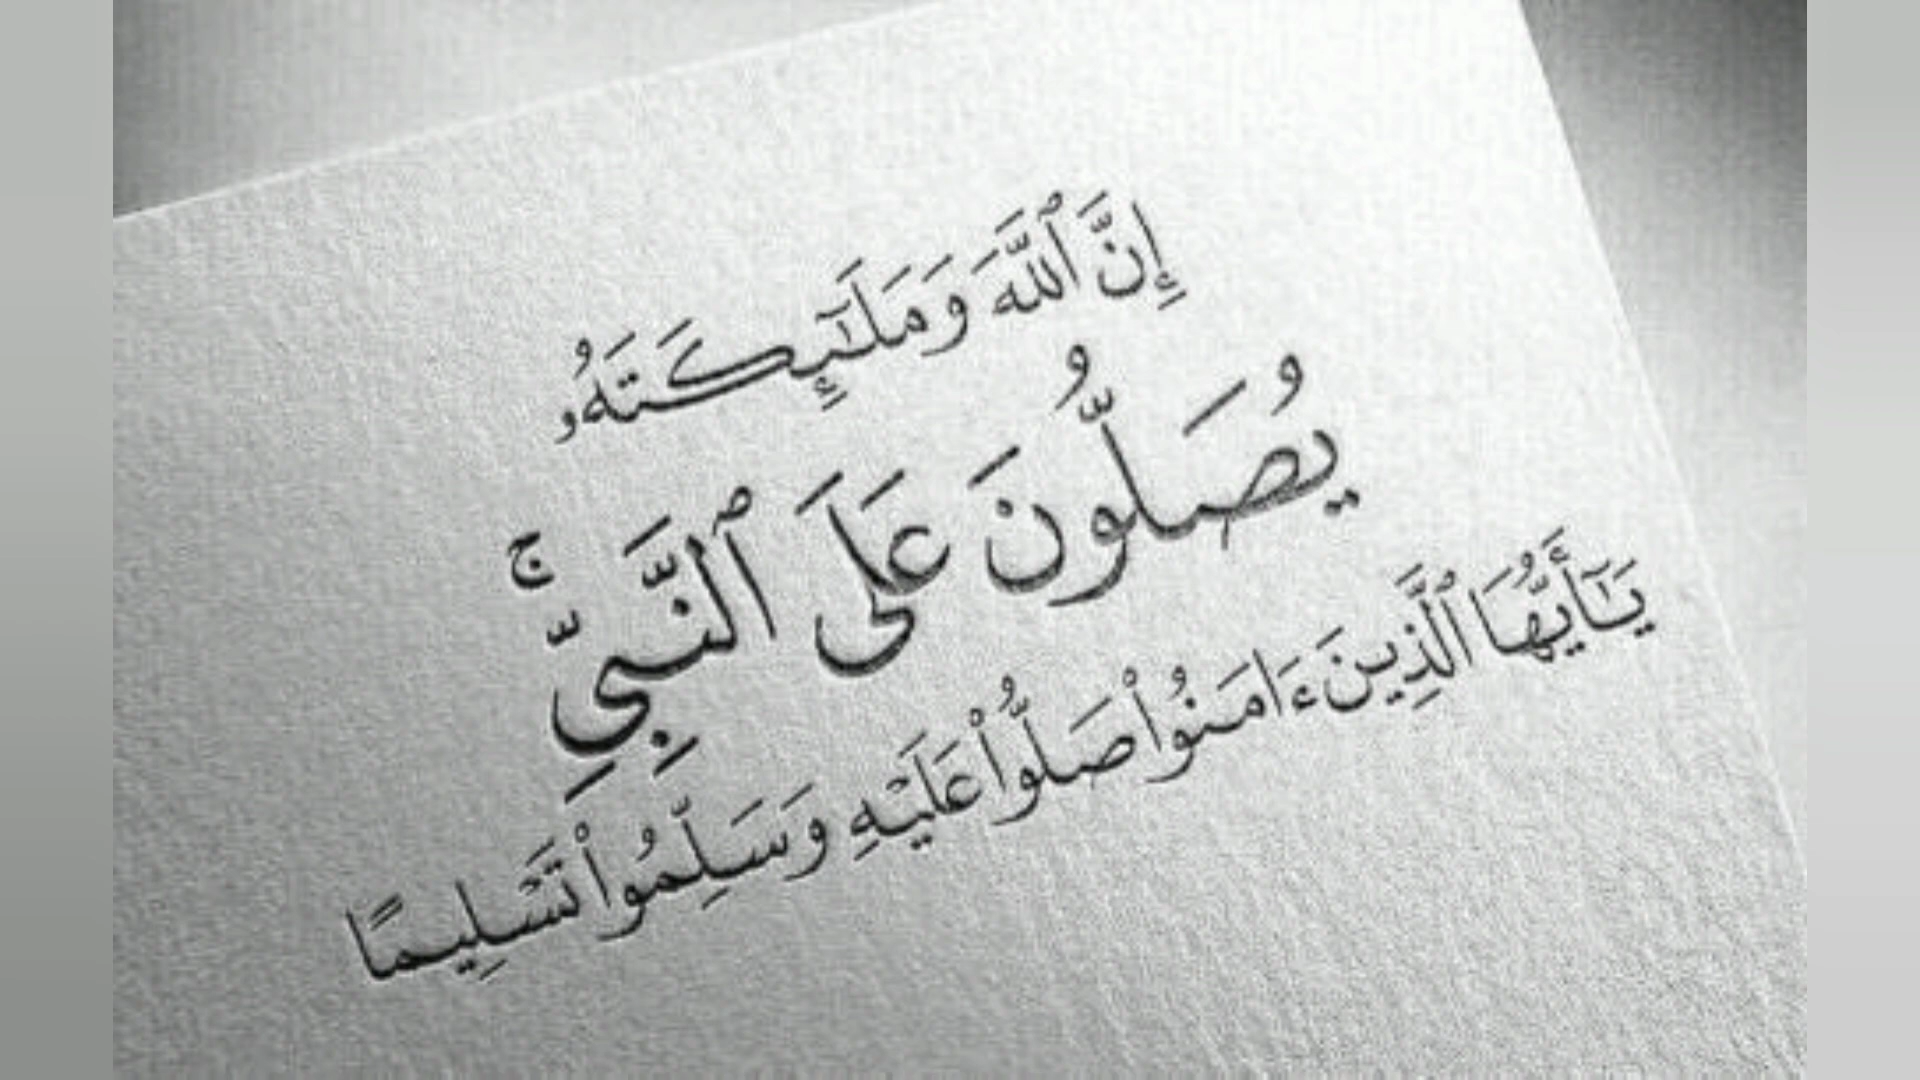 إِنَّ ٱللَّهَ وَمَلَـٰٓئِكَتَهُۥ
يُصَلُّونَ عَلَى ٱلنَّبِىِّ ۚ
يَـٰٓأَيُّهَا ٱلَّذِينَ ءَامَنُوا۟ صَلُّوا۟ عَلَيْهِ وَسَلِّمُوا۟ تَسْلِيمًا